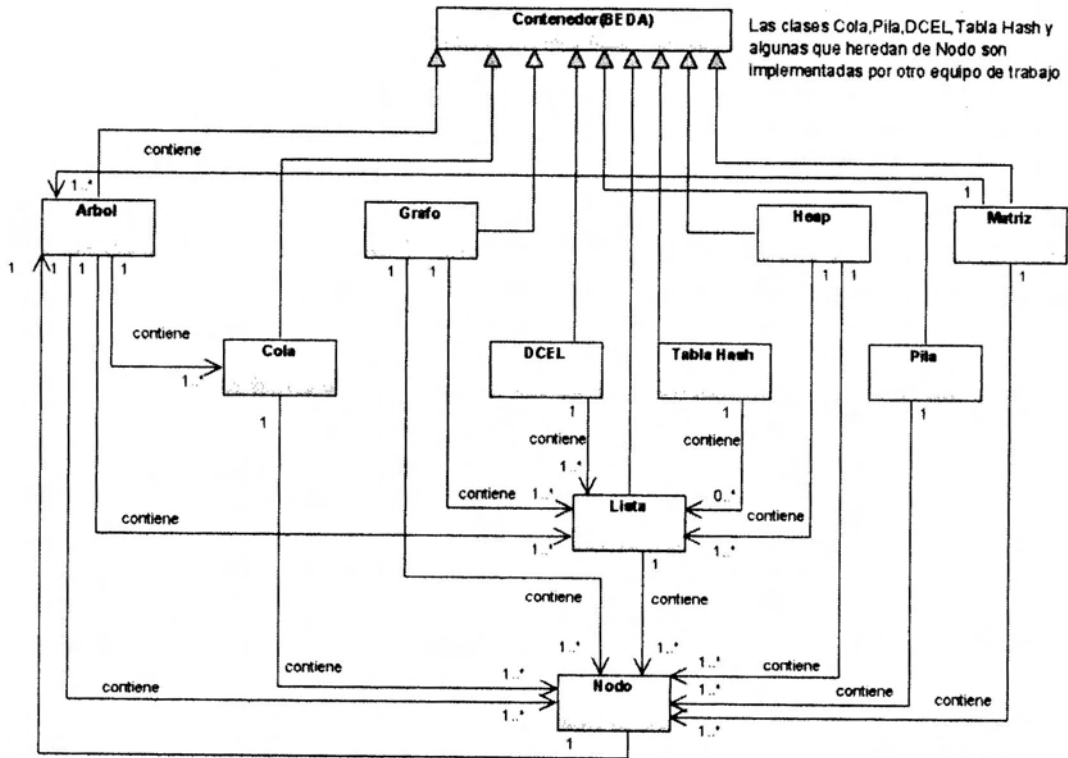 Contenedor(BEDA)
Las clases Cola,Pila,DCEL,Tabla Hash y
algunas que heredan de Nodo son
implementadas por otro equipo de trabajo
contiene
1..*
1
Arbol
Grafo
Heap
Matriz
1
1
1
1
1
1
1
1
1
contiene
1..*
Cola
DCEL
Tabla Hash
Pila
1
1
1
1
contiene
contiene
1..*
contiene
1..*
0..*
Lista
contiene
contiene
1..*
1..*
1
contiene
contiene
1..*
1..*
contiene
1..*
1..*
contiene
Nodo
1..*
contiene
contiene
1..*
1..*
1